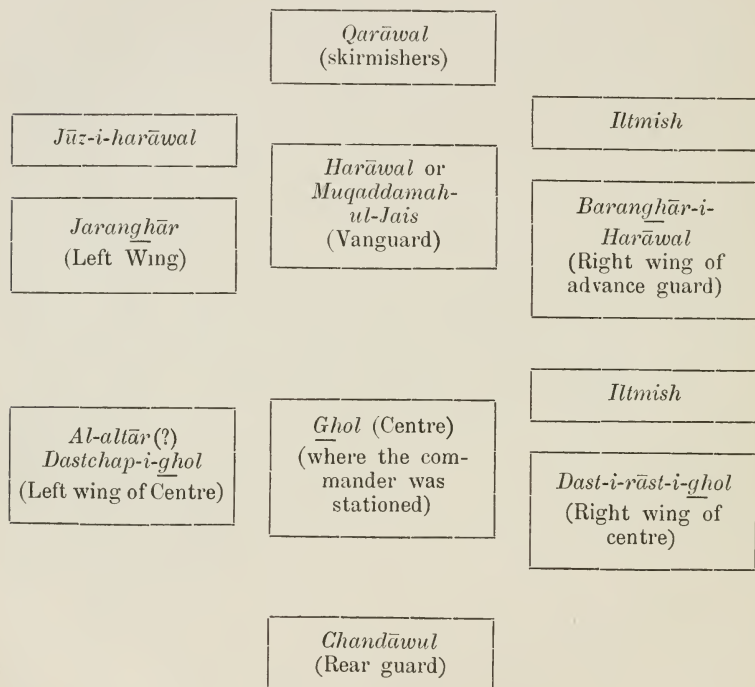 Qarāwal
(skirmishers)
Jūz-i-harāwal
Iltmish
Harāwal or
Muqaddamah-
ul-Jais
(Vanguard)
Jaranghār
(Left Wing)
Baranghār-i-
Harāwal
(Right wing of
advance guard)
Iltmish
Al-altār (?)
Dastchap-i-ghol
(Left wing of Centre)
Ghol (Centre)
(where the com-
mander was
stationed)
Dast-i-rāst-i-ghol
(Right wing of
centre)
Chandāwul
(Rear guard)